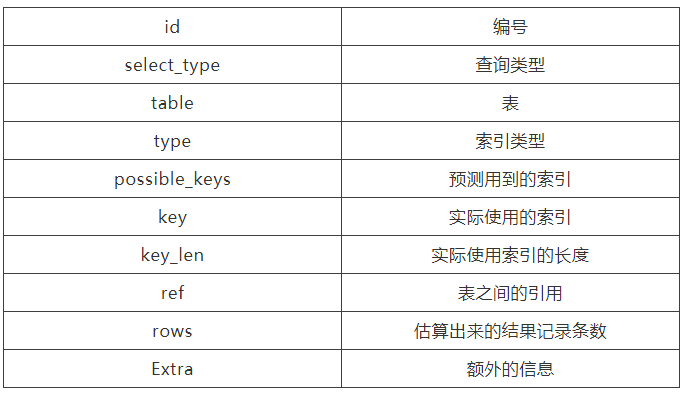 id 编号
select_type 查询类型
table 表
type 索引类型
possible_keys 预测用到的索引
key 实际使用的索引
key_len 实际使用索引的长度
ref 表之间的引用
rows 估算出来的结果记录条数
Extra 额外的信息